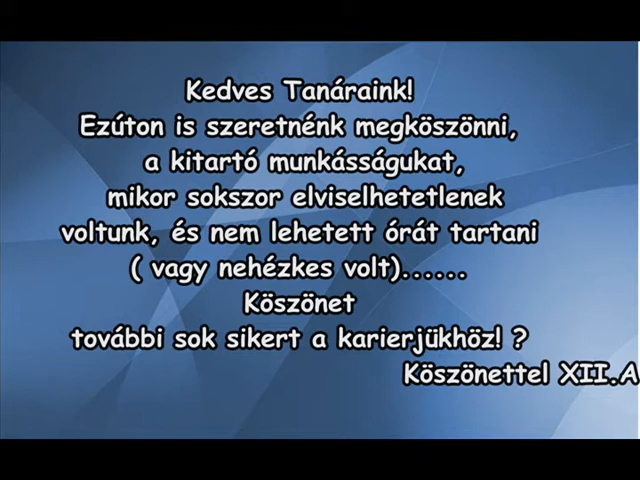 Kedves Tanáraink!
Ezúton is szeretnénk megköszönni,
a kitartó munkásságukat,
mikor sokszor elviselhetetlenek
voltunk, és nem lehetett órát tartani
( vagy nehézkes volt)......
Köszönet
további sok sikert a karierjükhöz! ?
Köszönettel XII.A